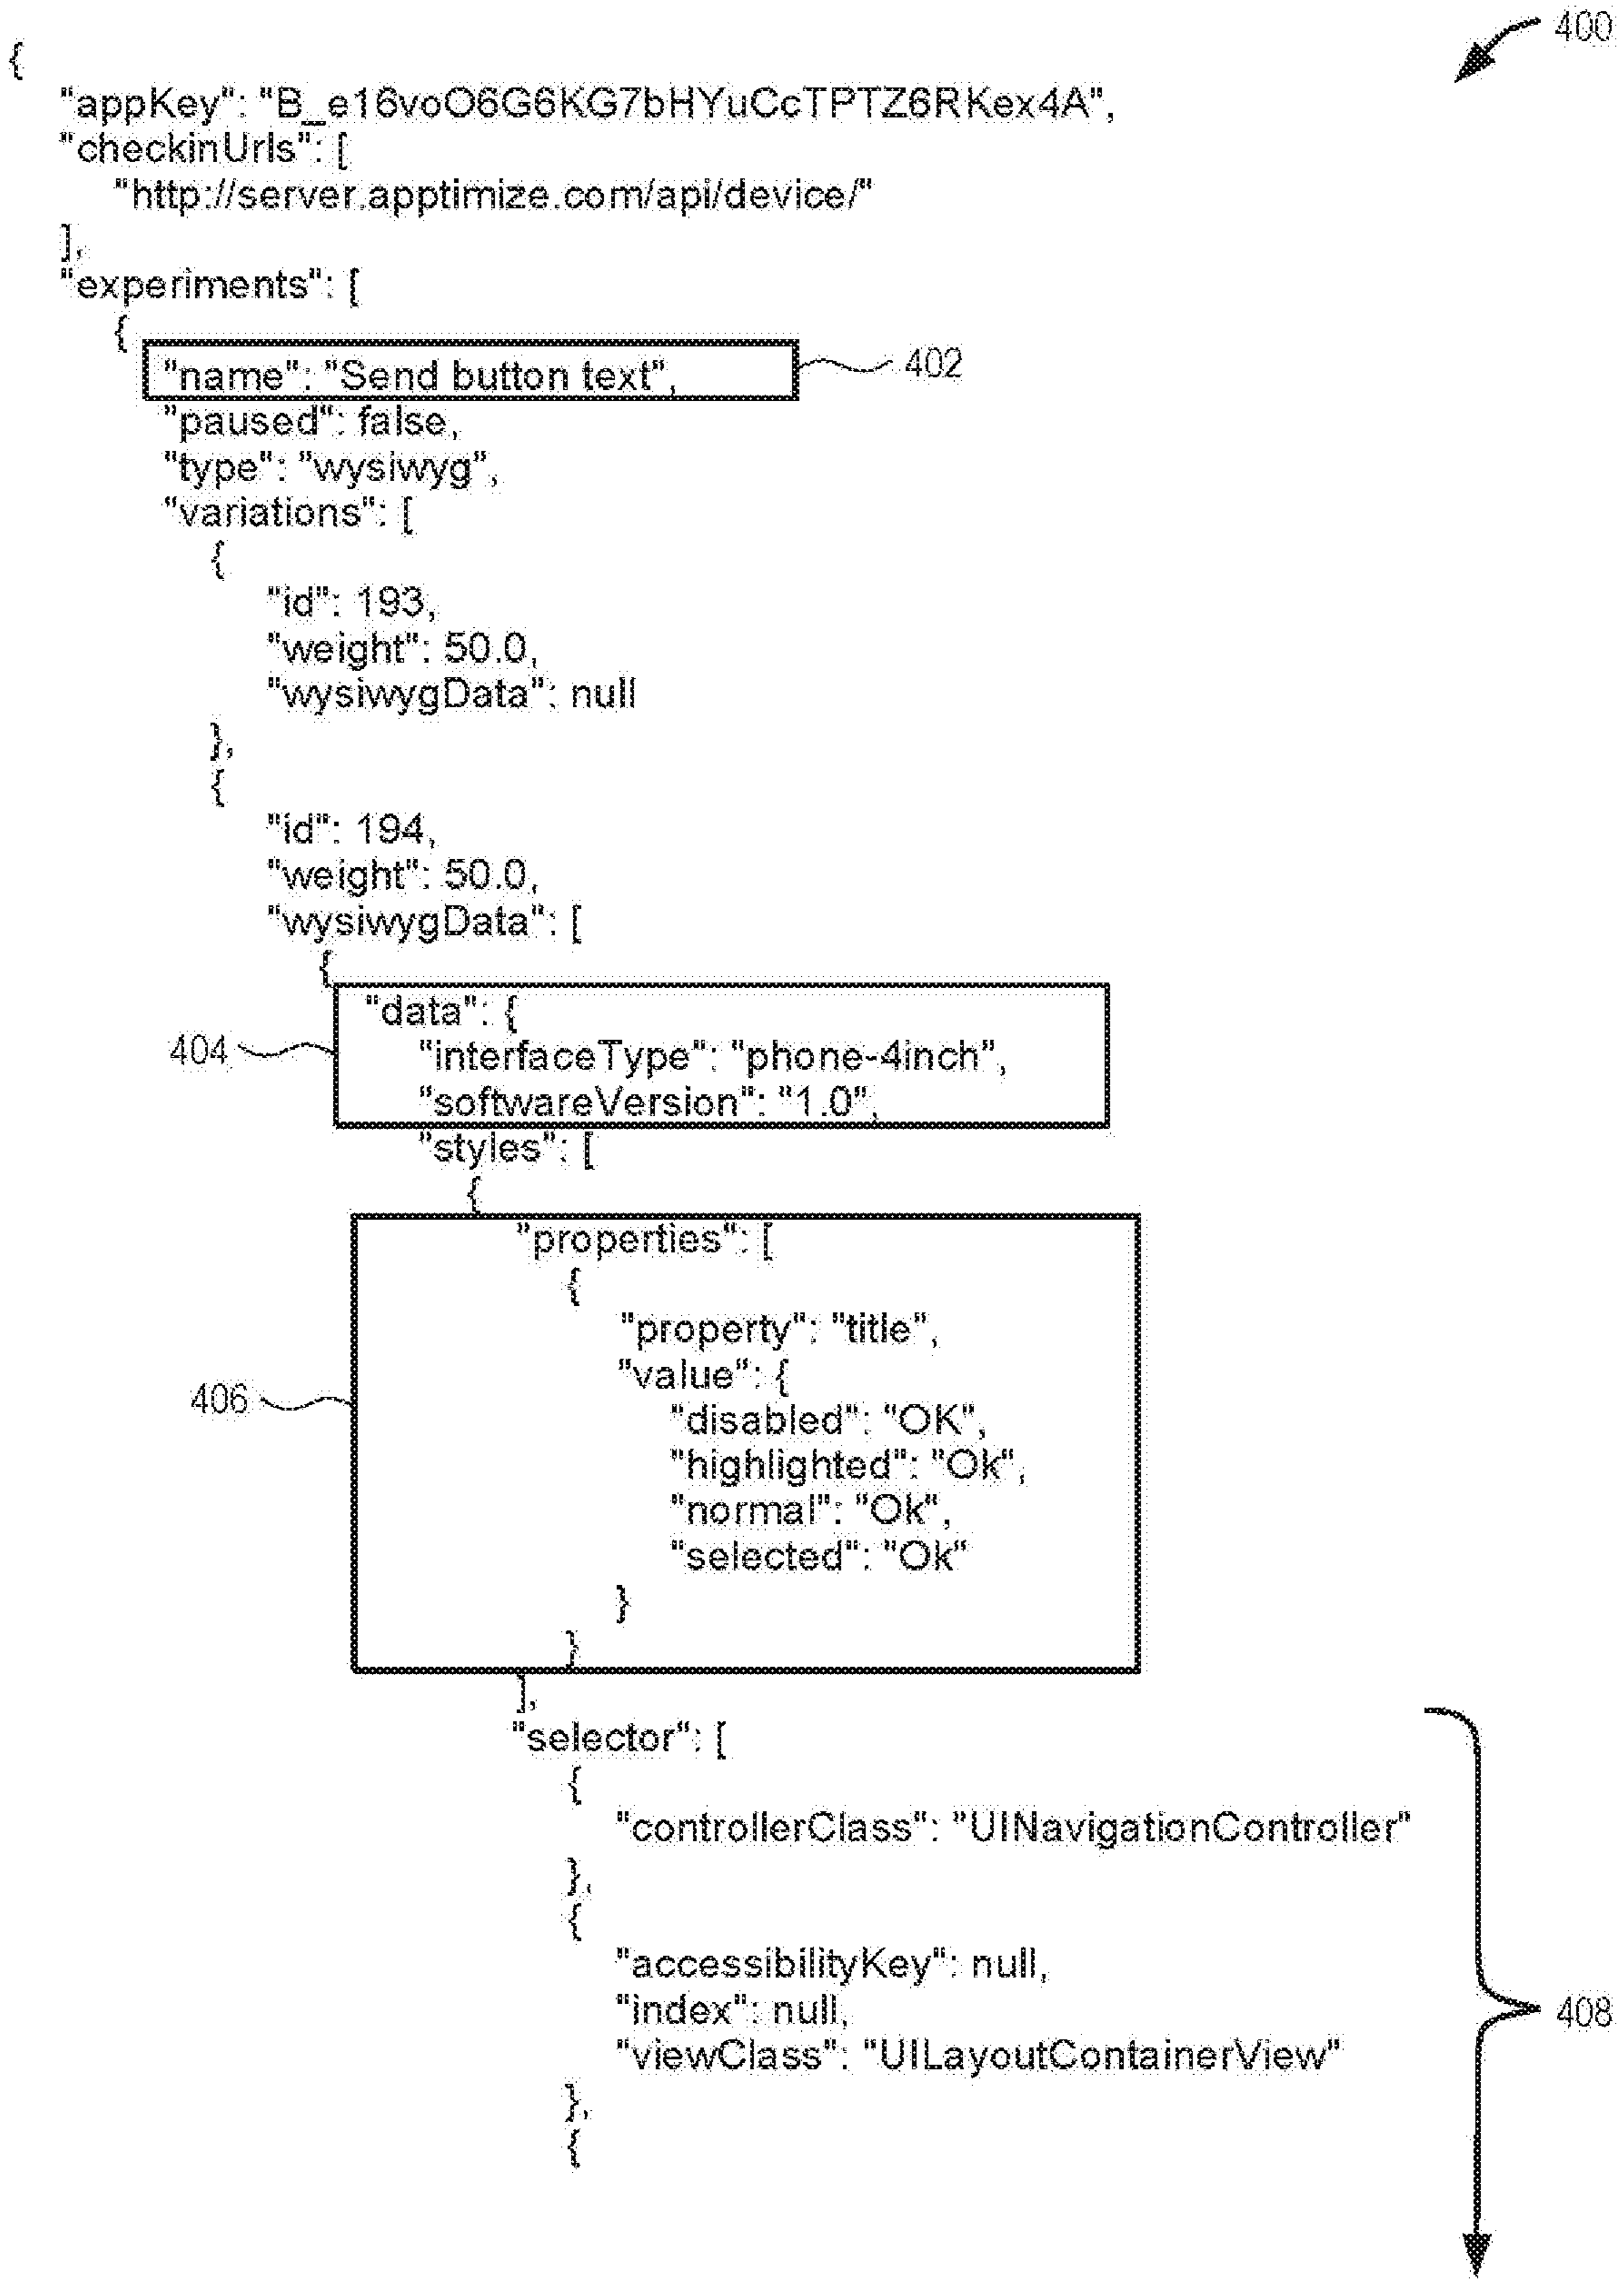 400
{
"appKey": "B_e16voO6G6KG7bHYuCcTPTZ6RKex4A",
"checkinUrls": [
"http://server.apptimize.com/api/device/"
],
"experiments": [
{
"name": "Send button text", 402
"paused": false,
"type": "wysiwyg",
"variations": [
{
"id": 193,
"weight": 50.0,
"wysiwygData": null
},
{
"id": 194,
"weight": 50.0,
"wysiwygData": [
{
"data": {
404 "interfaceType": "phone-4inch",
"softwareVersion": "1.0",
"styles": [
{
"properties": [
{
"property": "title",
"value": {
406 "disabled": "OK",
"highlighted": "Ok",
"normal": "Ok",
"selected": "Ok"
}
}
],
"selector": [
{
"controllerClass": "UINavigationController"
},
{
"accessibilityKey": null,
"index": null, 408
"viewClass": "UILayoutContainerView"
},
{